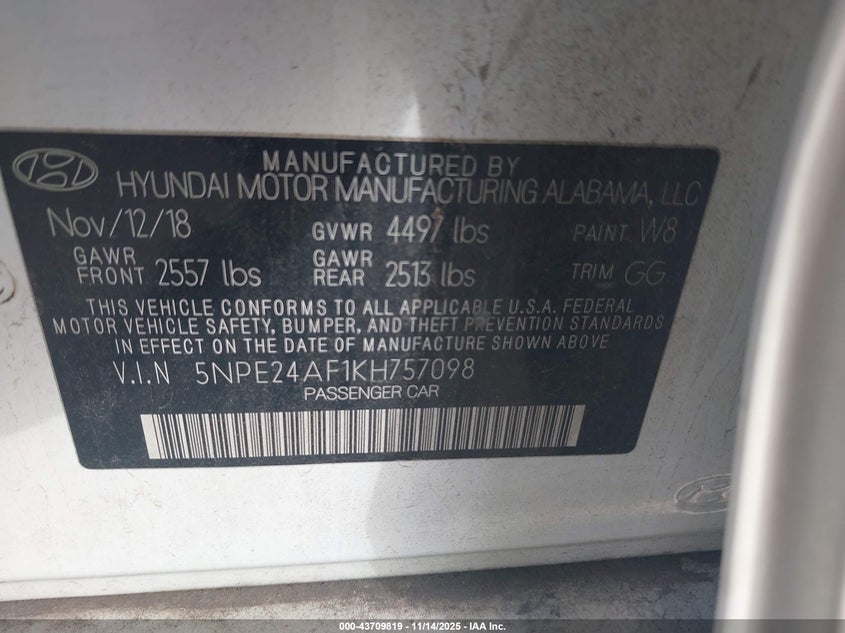 MANUFACTURED BY
HYUNDAI MOTOR MANUFACTURING ALABAMA, LLC
Nov/12/18 GVWR 4497 lbs PAINT W8
GAWR FRONT 2557 lbs GAWR REAR 2513 lbs TRIM GG
THIS VEHICLE CONFORMS TO ALL APPLICABLE U.S.A. FEDERAL
MOTOR VEHICLE SAFETY, BUMPER, AND THEFT PREVENTION STANDARDS
IN EFFECT ON THE DATE OF MANUFACTURE SHOWN ABOVE.
V.I.N 5NPE24AF1KH757098
PASSENGER CAR
000-43709819 - 11/14/2025 - IAA Inc.